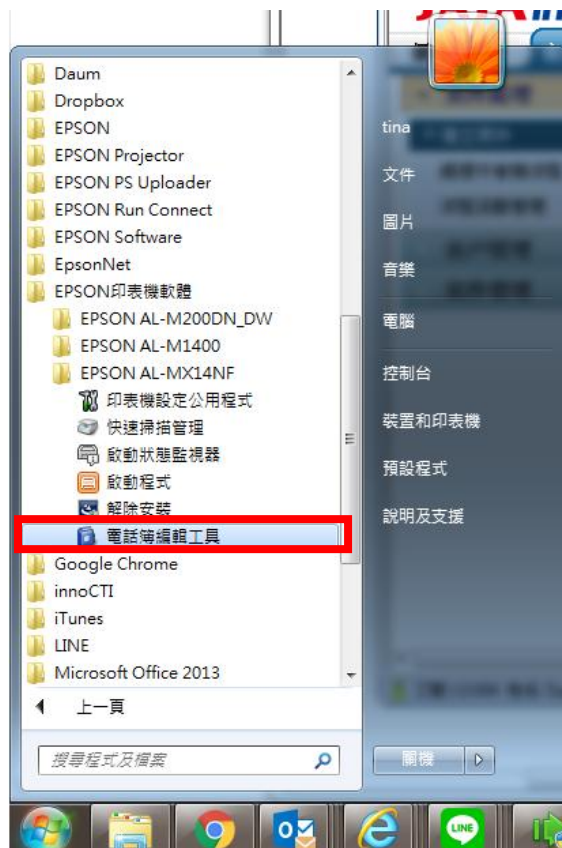 Daum
Dropbox
EPSON
EPSON Projector
EPSON PS Uploader
EPSON Run Connect
EPSON Software
EpsonNet
EPSON印表機軟體
EPSON AL-M200DN_DW
EPSON AL-M1400
EPSON AL-MX14NF
印表機設定公用程式
快速掃描管理
啟動狀態監視器
啟動程式
解除安裝
電話簿編輯工具
Google Chrome
innoCTI
iTunes
LINE
Microsoft Office 2013
上一頁
搜尋程式及檔案
tina
文件
圖片
音樂
電腦
控制台
裝置和印表機
預設程式
說明及支援
關機
LINE